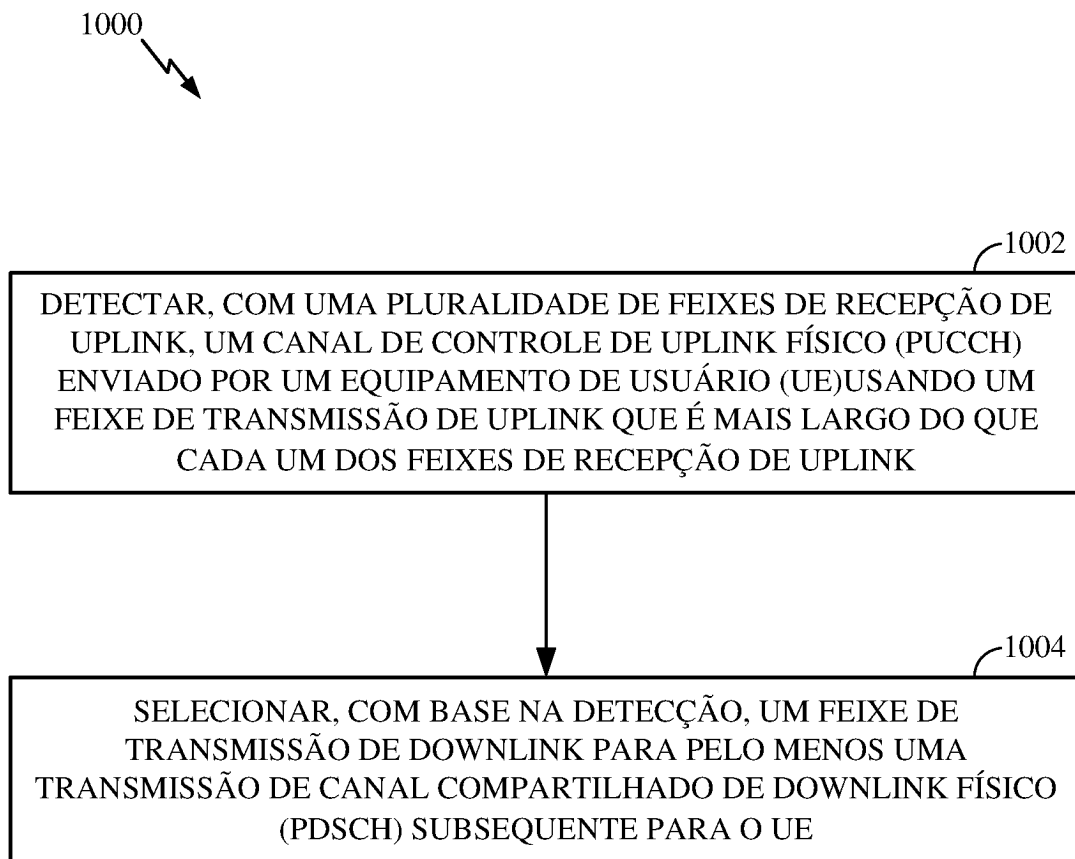 1000
1002
DETECTAR, COM UMA PLURALIDADE DE FEIXES DE RECEPÇÃO DE
UPLINK, UM CANAL DE CONTROLE DE UPLINK FÍSICO (PUCCH)
ENVIADO POR UM EQUIPAMENTO DE USUÁRIO (UE)USANDO UM
FEIXE DE TRANSMISSÃO DE UPLINK QUE É MAIS LARGO DO QUE
CADA UM DOS FEIXES DE RECEPÇÃO DE UPLINK
1004
SELECIONAR, COM BASE NA DETECÇÃO, UM FEIXE DE
TRANSMISSÃO DE DOWNLINK PARA PELO MENOS UMA
TRANSMISSÃO DE CANAL COMPARTILHADO DE DOWNLINK FÍSICO
(PDSCH) SUBSEQUENTE PARA O UE